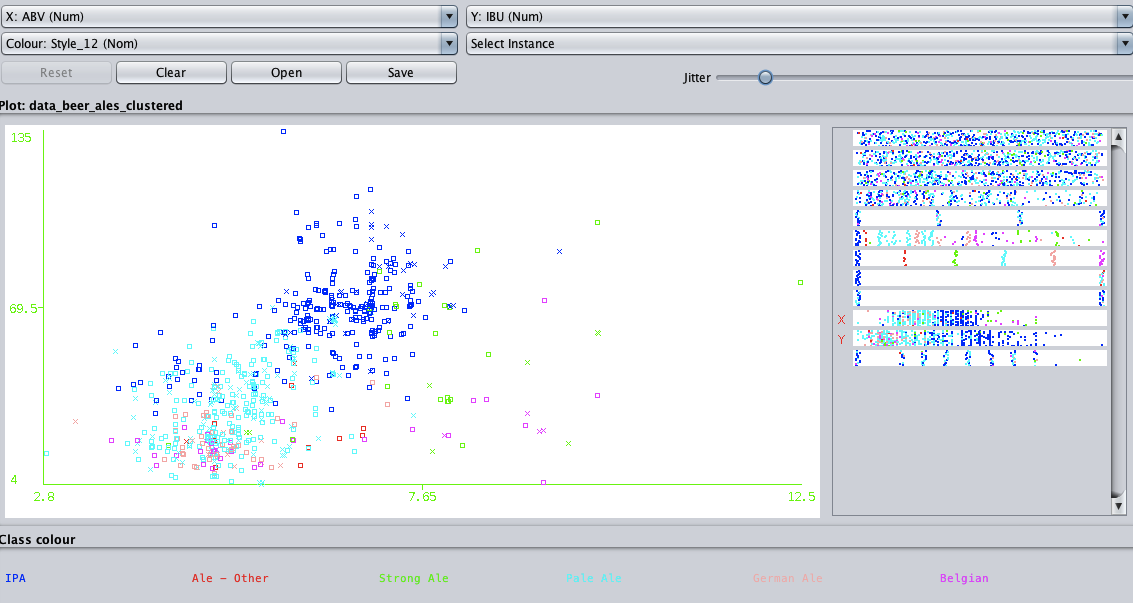 X: ABV (Num)
Y: IBU (Num)
Colour: Style_12 (Nom)
Select Instance
Reset
Clear
Open
Save
Jitter
Plot: data_beer_ales_clustered
135
69.5
4
2.8
7.65
12.5
X
Y
Class colour
IPA
Ale - Other
Strong Ale
Pale Ale
German Ale
Belgian